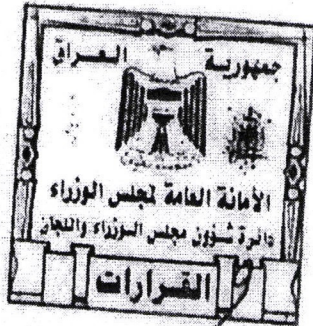 جمهورية العراق
الأمانة العامة لمجلس الوزراء
دائرة شؤون مجلس الوزراء واللجان
القرارات